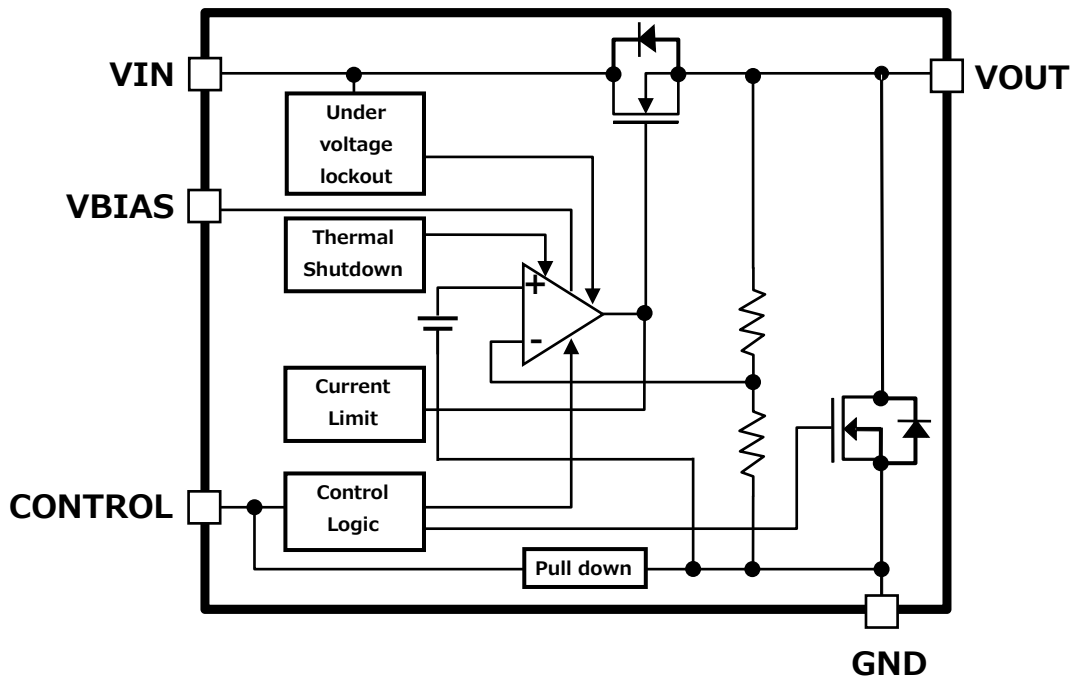 VIN
VOUT
Under
voltage
lockout
VBIAS
Thermal
Shutdown
+
-
Current
Limit
CONTROL
Control
Logic
Pull down
GND